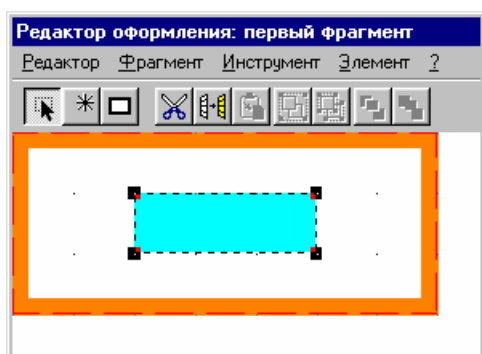 Редактор оформления: первый фрагмент
Редактор Фрагмент Инструмент Элемент ?